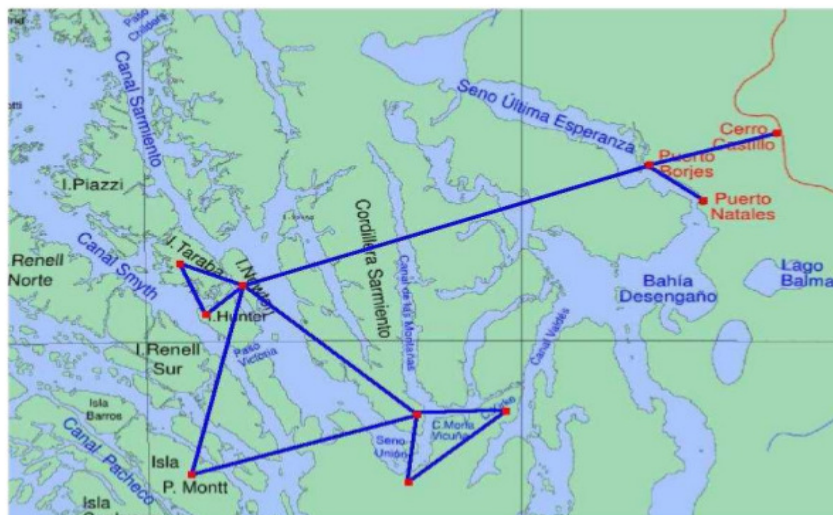 Paso
Childers
Canal Sarmiento
Seno Última Esperanza
Cerro
Castillo
Puerto
Borjes
Puerto
Natales
I.Piazzi
Cordillera Sarmiento
Canal Smyth
I.Taraba
I.Newton
.Renell
Norte
Canal de las Montañas
Bahía
Desengaño
Lago
Balma
I.Hunter
Paso
Victoria
Canal Valdés
I.Renell
Sur
Isla
Barros
C.Kirke
C.Morla
Vicuña
Seno
Unión
Canal Pacheco
Isla
P. Montt
Isla